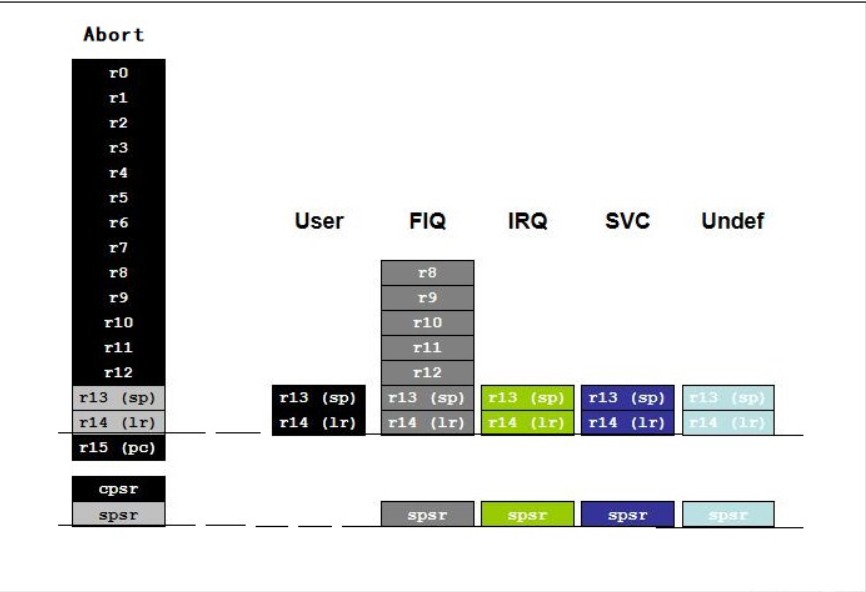 Abort
r0
r1
r2
r3
r4
r5
r6
r7
r8
r9
r10
r11
r12
r13 (sp)
r14 (lr)
r15 (pc)
cpsr
spsr
User
r13 (sp)
r14 (lr)
FIQ
r8
r9
r10
r11
r12
r13 (sp)
r14 (lr)
spsr
IRQ
r13 (sp)
r14 (lr)
spsr
SVC
r13 (sp)
r14 (lr)
spsr
Undef
r13 (sp)
r14 (lr)
spsr